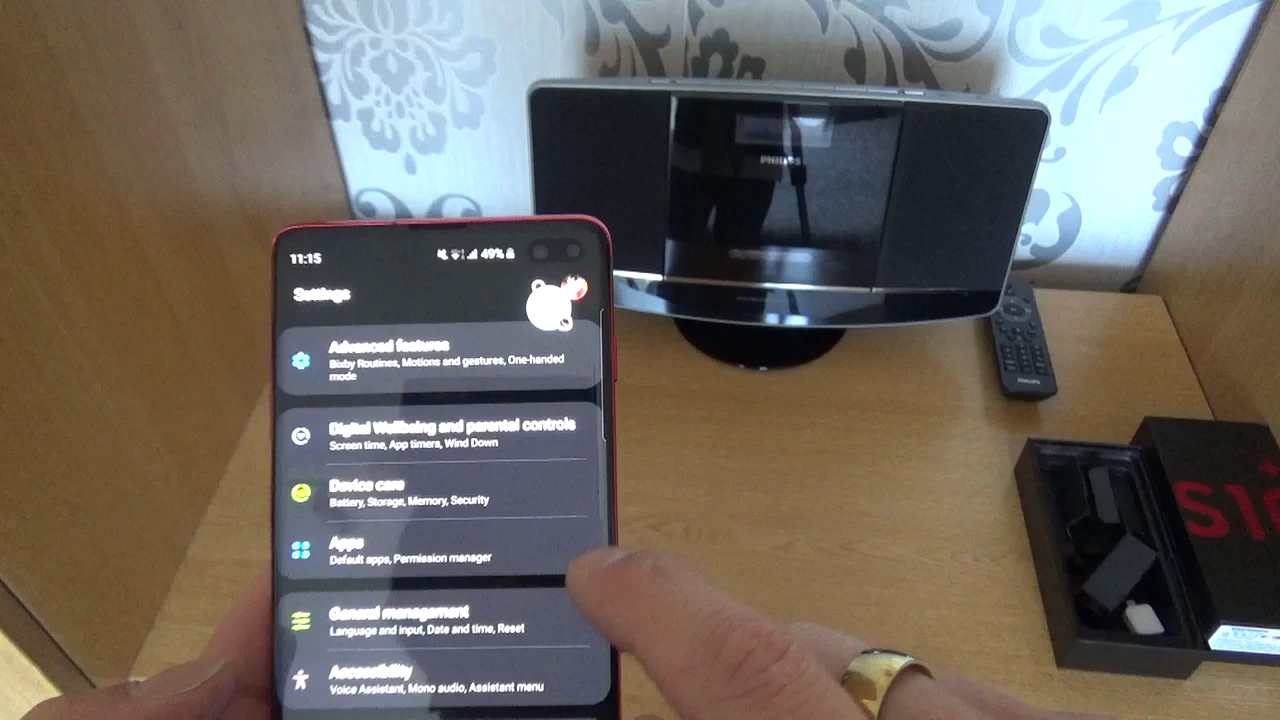 PHILIPS
11:15
49%
Settings
Advanced features
Bixby Routines, Motions and gestures, One-handed
mode
Digital Wellbeing and parental controls
Screen time, App timers, Wind Down
Device care
Battery, Storage, Memory, Security
Apps
Default apps, Permission manager
General management
Language and input, Date and time, Reset
Accessibility
Voice Assistant, Mono audio, Assistant menu
PHILIPS
S10